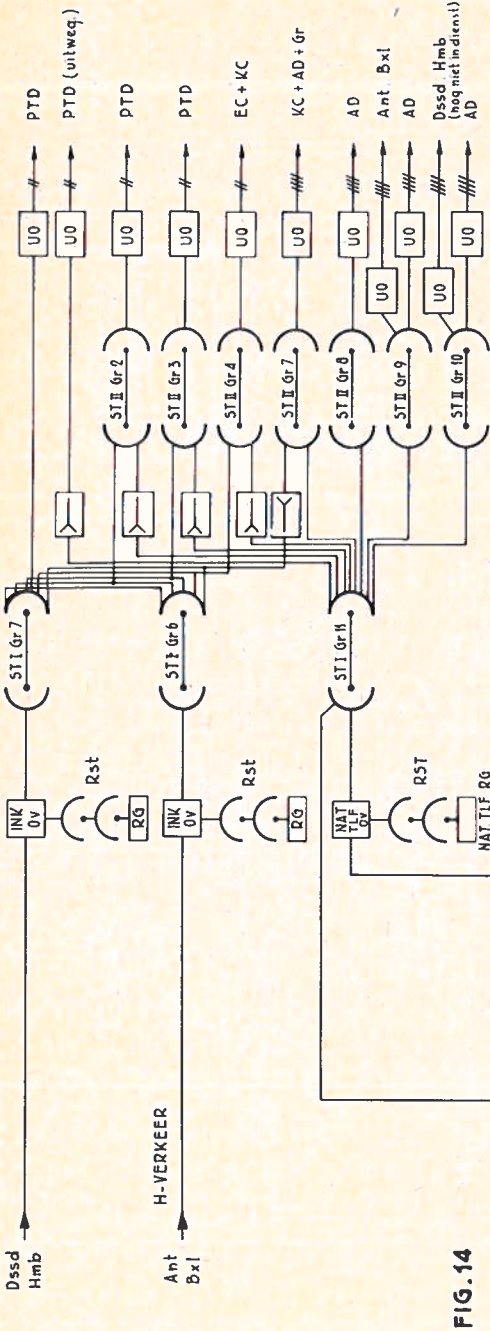 PTD
PTD (uitweg.)
PTD
PTD
EC + KC
KC + AD + Gr
AD
Ant. Bxl
AD
Dssd. Hmb
(nog niet in dienst)
AD
UO
UO
UO
UO
UO
UO
UO
UO
UO
UO
UO
ST II Gr 2
ST II Gr 3
ST II Gr 4
ST II Gr 7
ST II Gr 8
ST II Gr 9
ST II Gr 10
ST I Gr 7
ST I Gr 6
ST I Gr 11
INK
OV
Rst
RG
INK
OV
Rst
RG
NAT
TLF
OV
RST
NAT TLF RG
Dssd
Hmb
H-VERKEER
Ant
Bxl
FIG. 14